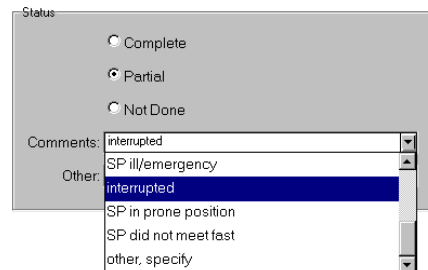 Status
Complete
Partial
Not Done
Comments: interrupted
SP ill/emergency
Other:
interrupted
SP in prone position
SP did not meet fast
other, specify